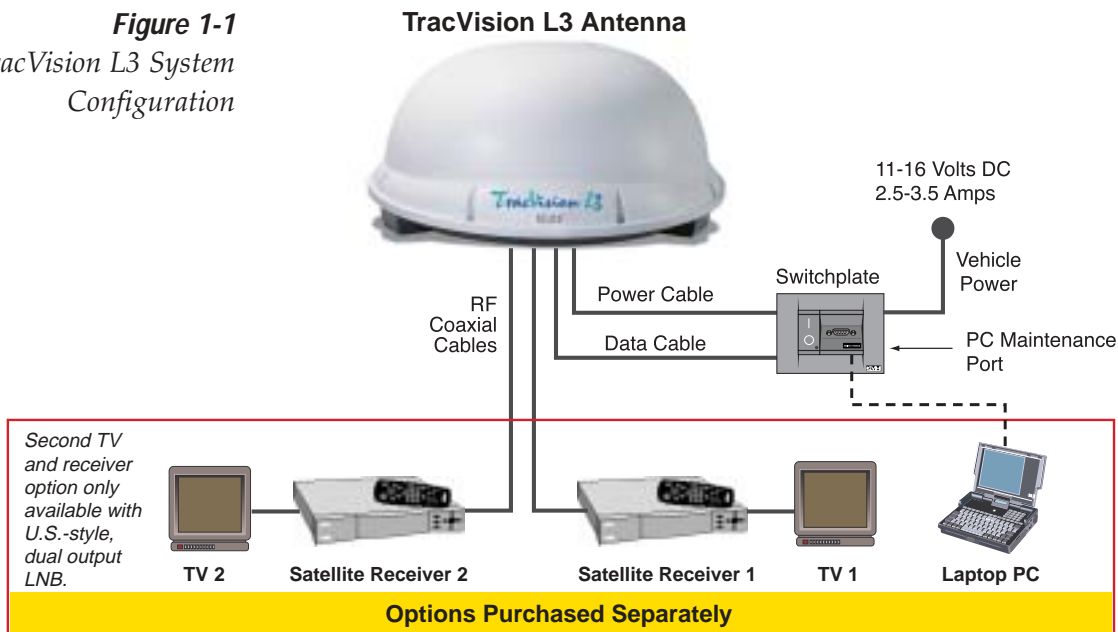 Figure 1-1
acVision L3 System
Configuration
TracVision L3 Antenna
TracVision L3
11-16 Volts DC
2.5-3.5 Amps
Vehicle
Power
Switchplate
Power Cable
RF
Coaxial
Cables
Data Cable
PC Maintenance
Port
Second TV
and receiver
option only
available with
U.S.-style,
dual output
LNB.
TV 2
Satellite Receiver 2
Satellite Receiver 1
TV 1
Laptop PC
Options Purchased Separately